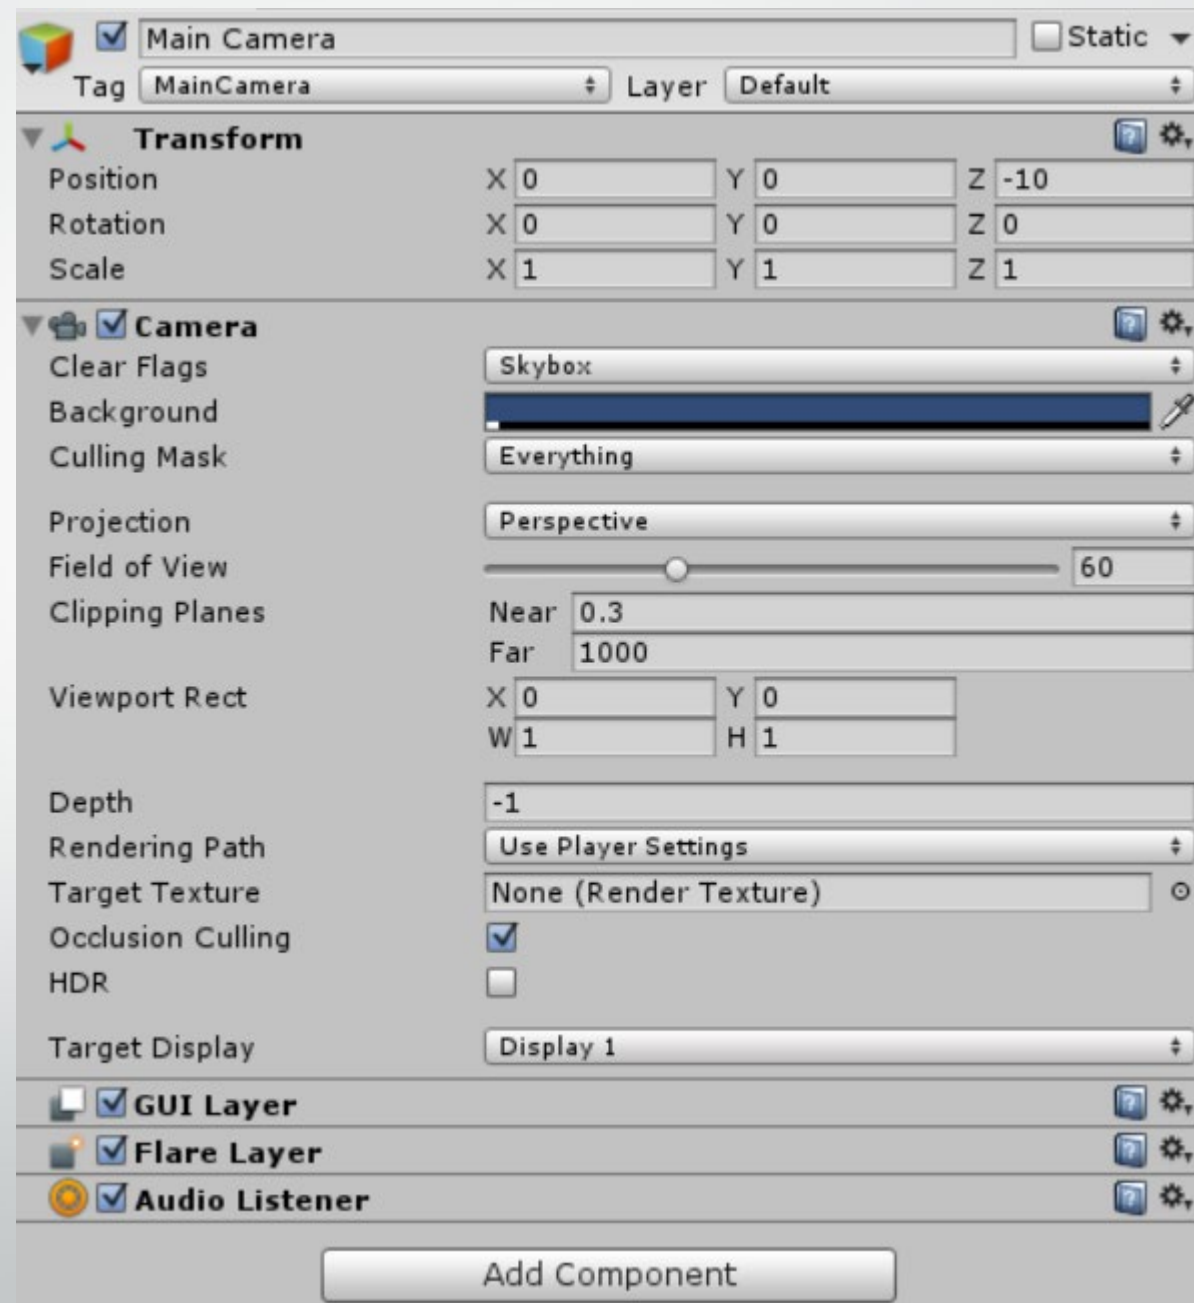 Main Camera Static
Tag MainCamera Layer Default
Transform
Position X 0 Y 0 Z -10
Rotation X 0 Y 0 Z 0
Scale X 1 Y 1 Z 1
Camera
Clear Flags Skybox
Background
Culling Mask Everything
Projection Perspective
Field of View 60
Clipping Planes Near 0.3
Far 1000
Viewport Rect X 0 Y 0
W 1 H 1
Depth -1
Rendering Path Use Player Settings
Target Texture None (Render Texture)
Occlusion Culling
HDR
Target Display Display 1
GUI Layer
Flare Layer
Audio Listener
Add Component